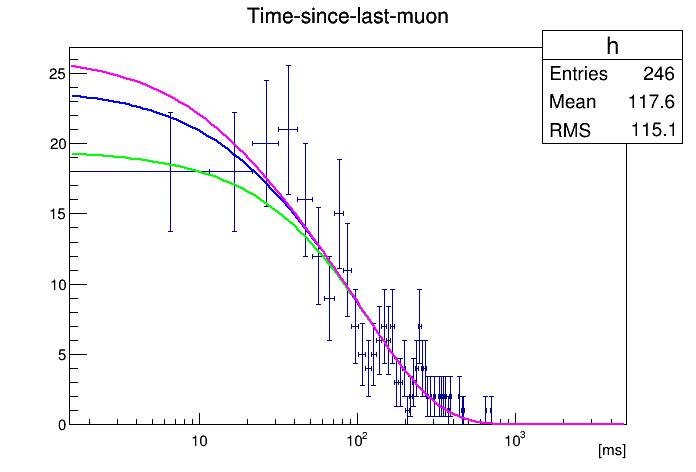 Time-since-last-muon
h
Entries 246
Mean 117.6
RMS 115.1
25
20
15
10
5
0
10 10² 10³
[ms]